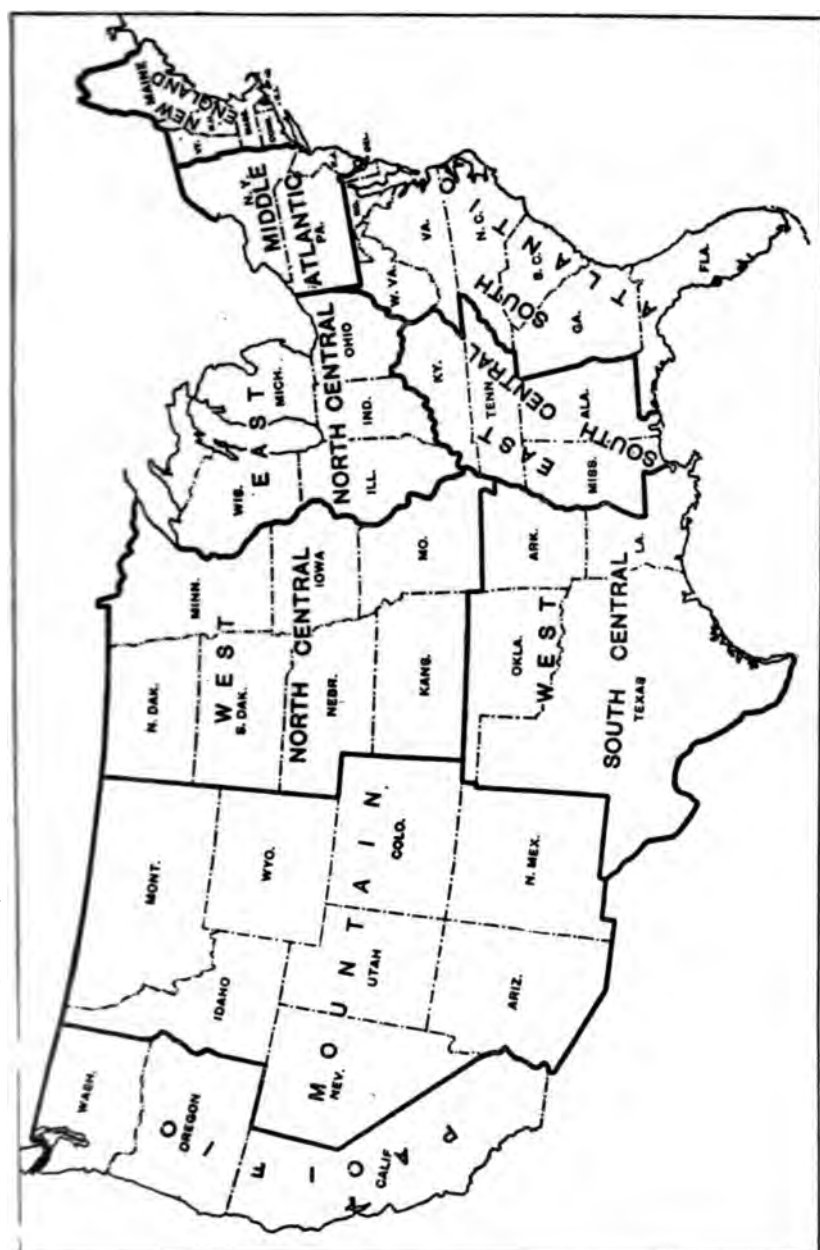 WASH.
OREGON
CALIF
PACIFIC
MOUNTAIN
MONT.
IDAHO
WYO.
NEV.
UTAH
COLO.
ARIZ.
N. MEX.
WEST
NORTH CENTRAL
N. DAK.
S. DAK.
MINN.
NEBR.
IOWA
KANS.
MO.
WEST
SOUTH CENTRAL
OKLA.
ARK.
TEXAS
LA.
EAST
NORTH CENTRAL
WIS.
MICH.
ILL.
IND.
OHIO
EAST
SOUTH CENTRAL
KY.
TENN.
MISS.
ALA.
SOUTH
ATLANTIC
W. VA.
VA.
N. C.
S. C.
GA.
FLA.
MIDDLE
ATLANTIC
N. Y.
PA.
NEW
ENGLAND
MAINE
VT.